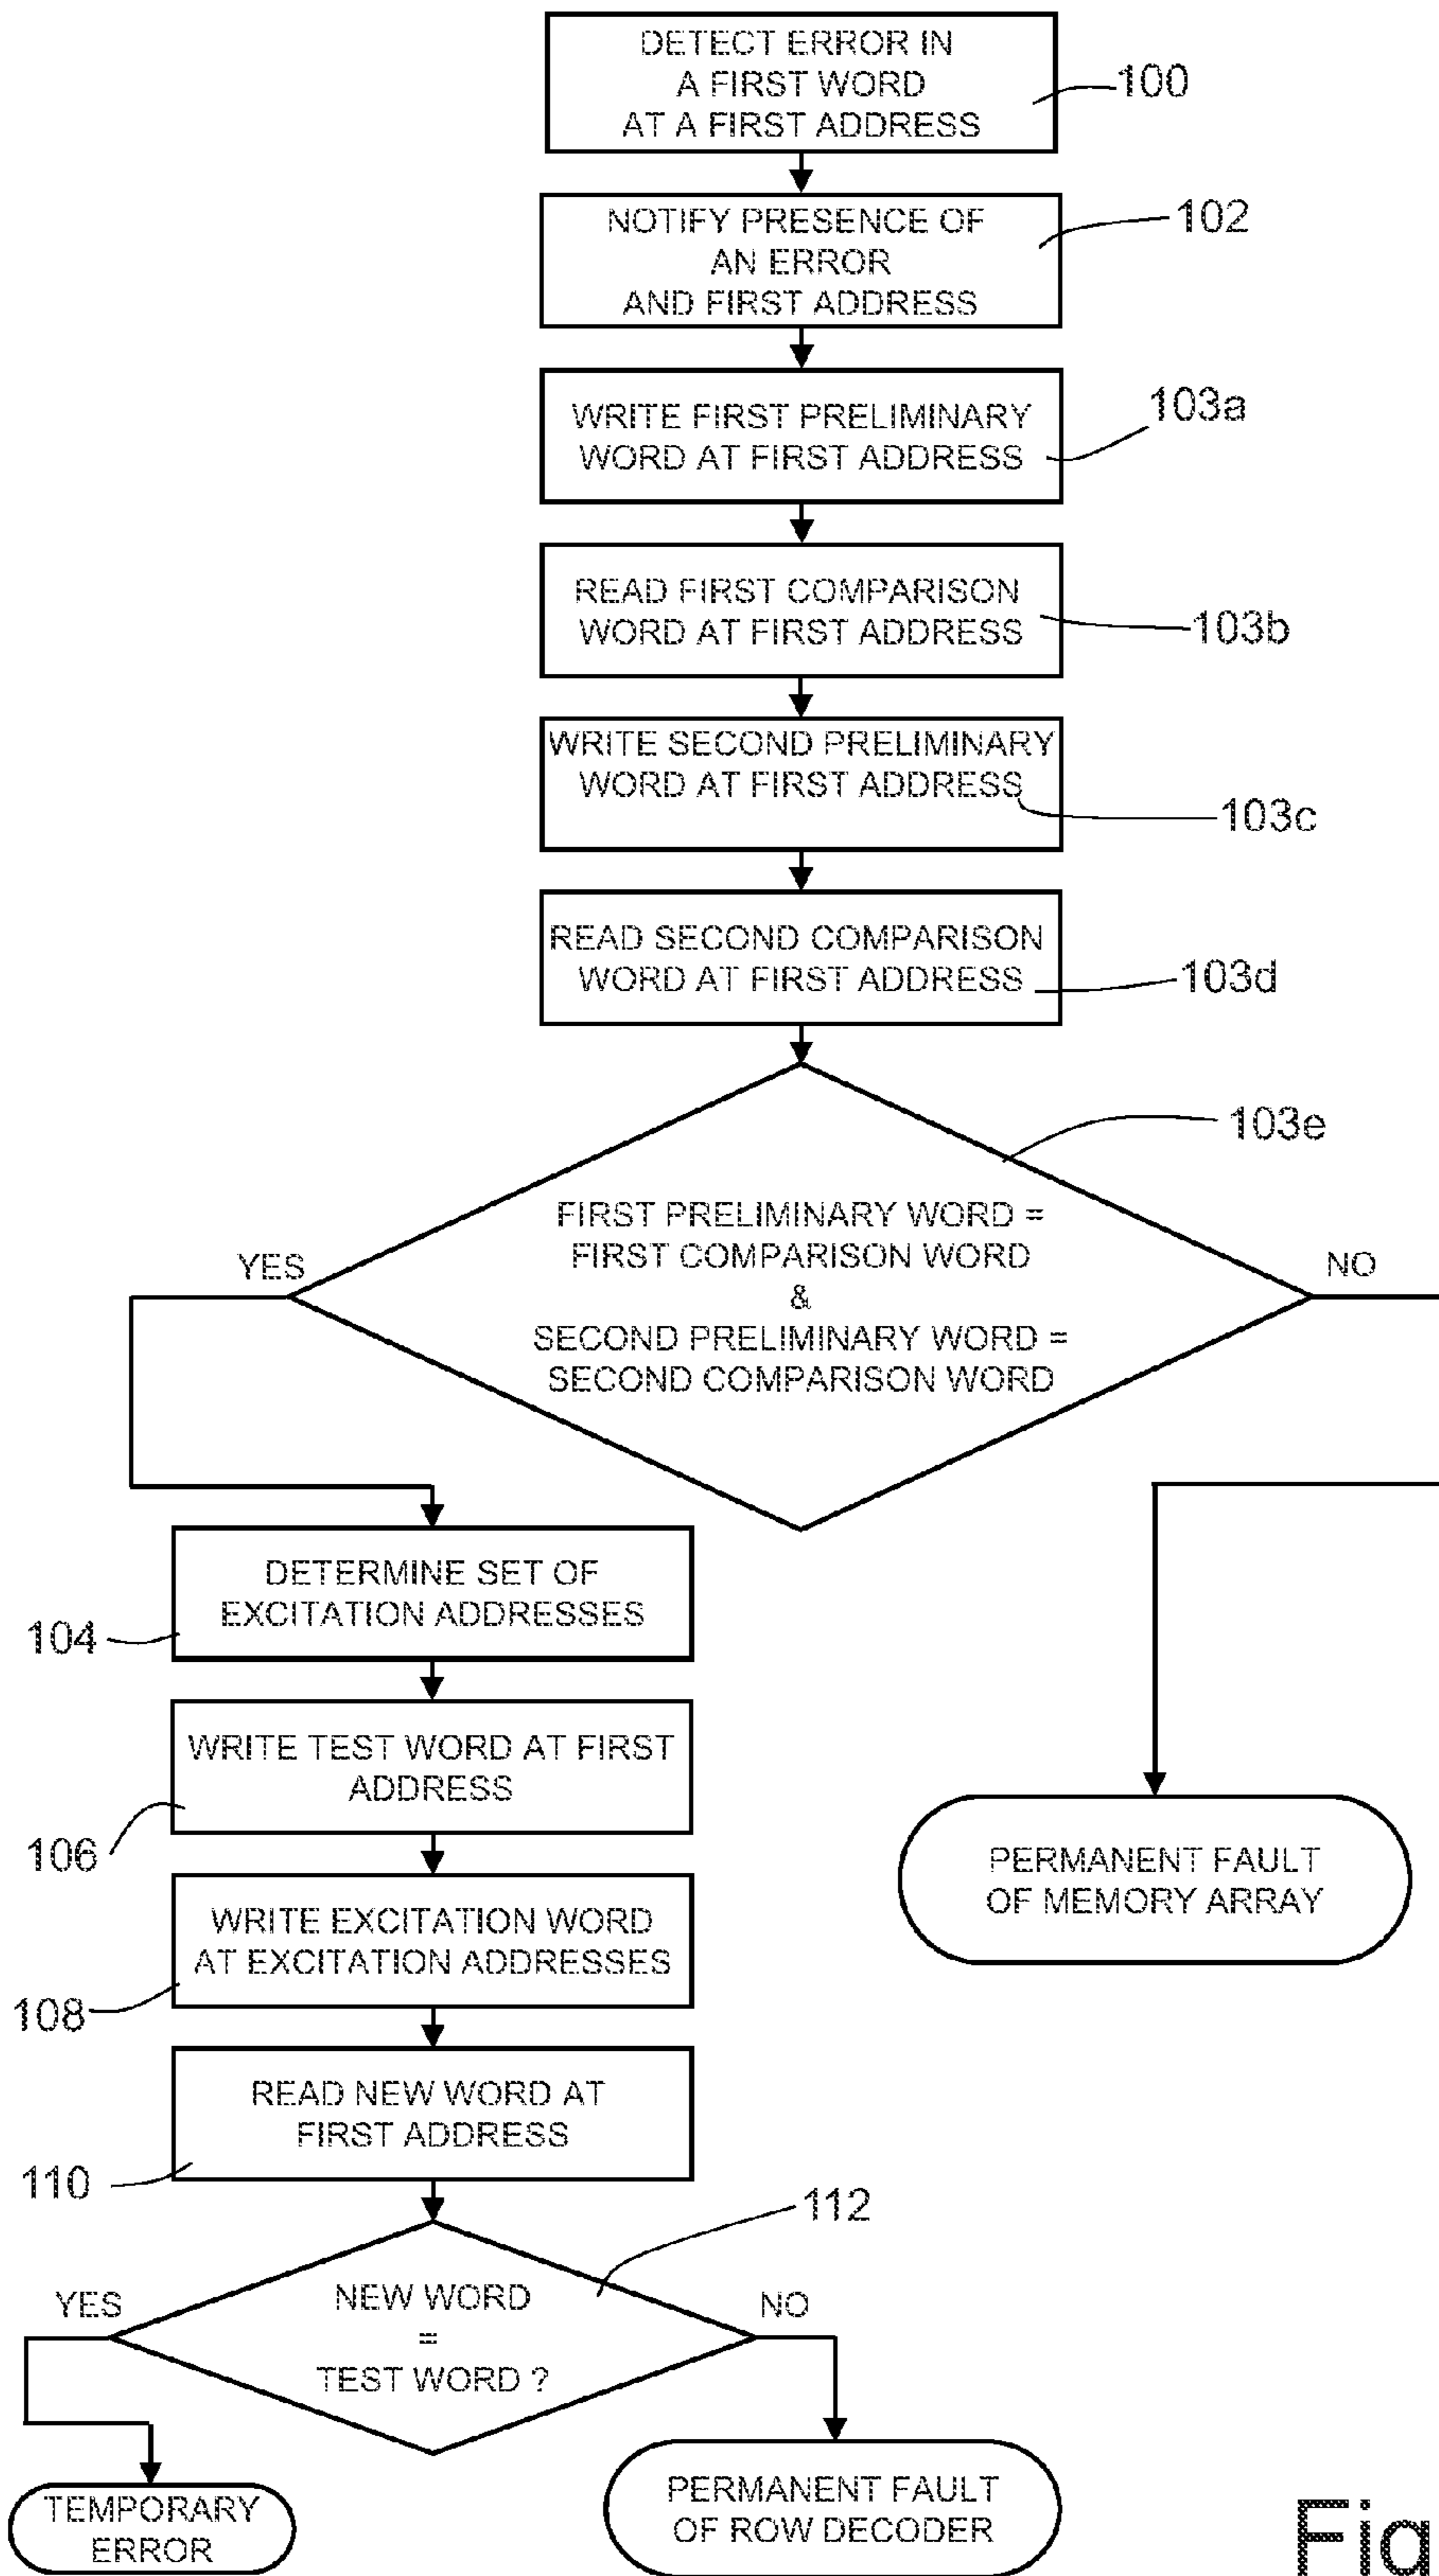 DETECT ERROR IN
A FIRST WORD
AT A FIRST ADDRESS
100
NOTIFY PRESENCE OF
AN ERROR
AND FIRST ADDRESS
102
WRITE FIRST PRELIMINARY
WORD AT FIRST ADDRESS
103a
READ FIRST COMPARISON
WORD AT FIRST ADDRESS
103b
WRITE SECOND PRELIMINARY
WORD AT FIRST ADDRESS
103c
READ SECOND COMPARISON
WORD AT FIRST ADDRESS
103d
103e
FIRST PRELIMINARY WORD =
FIRST COMPARISON WORD
&
SECOND PRELIMINARY WORD =
SECOND COMPARISON WORD
YES
NO
DETERMINE SET OF
EXCITATION ADDRESSES
104
WRITE TEST WORD AT FIRST
ADDRESS
106
PERMANENT FAULT
OF MEMORY ARRAY
WRITE EXCITATION WORD
AT EXCITATION ADDRESSES
108
READ NEW WORD AT
FIRST ADDRESS
110
112
NEW WORD
=
TEST WORD ?
YES
NO
TEMPORARY
ERROR
PERMANENT FAULT
OF ROW DECODER
Fig